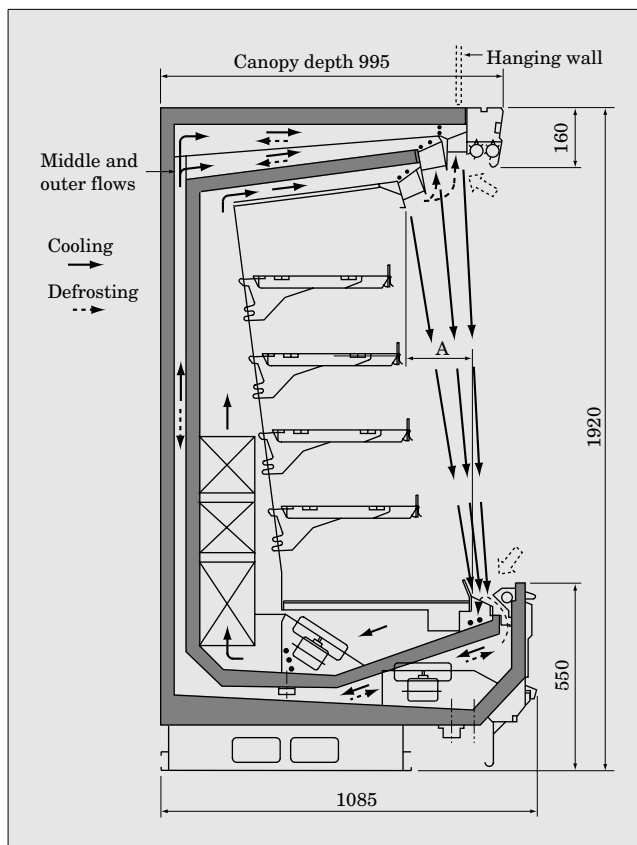 Canopy depth 995
Hanging wall
160
Middle and
outer flows
Cooling
Defrosting
A
1920
550
1085